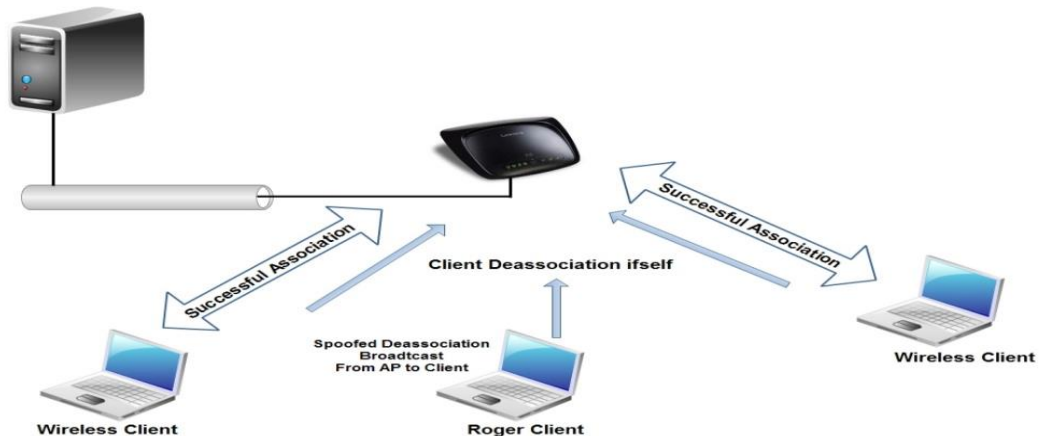 Successful Association
Successful Association
Client Deassociation ifself
Spoofed Deassociation
Broadtcast
From AP to Client
Wireless Client
Wireless Client
Roger Client